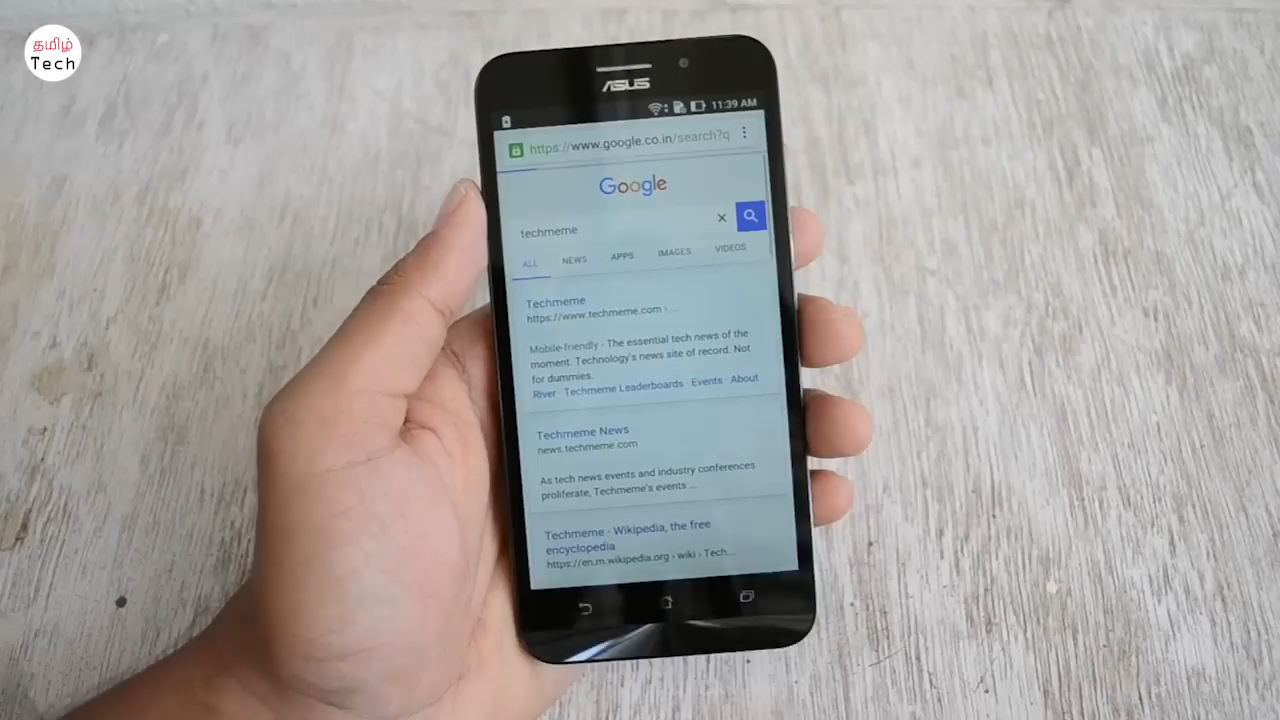 தமிழ்
Tech
ASUS
11:39 AM
https://www.google.co.in/search?q
Google
techmeme
ALL NEWS APPS IMAGES VIDEOS
Techmeme
https://www.techmeme.com › ...
Mobile-friendly - The essential tech news of the
moment. Technology's news site of record. Not
for dummies.
River · Techmeme Leaderboards · Events · About
Techmeme News
news.techmeme.com
As tech news events and industry conferences
proliferate, Techmeme's events ...
Techmeme - Wikipedia, the free
encyclopedia
https://en.m.wikipedia.org › wiki › Tech...